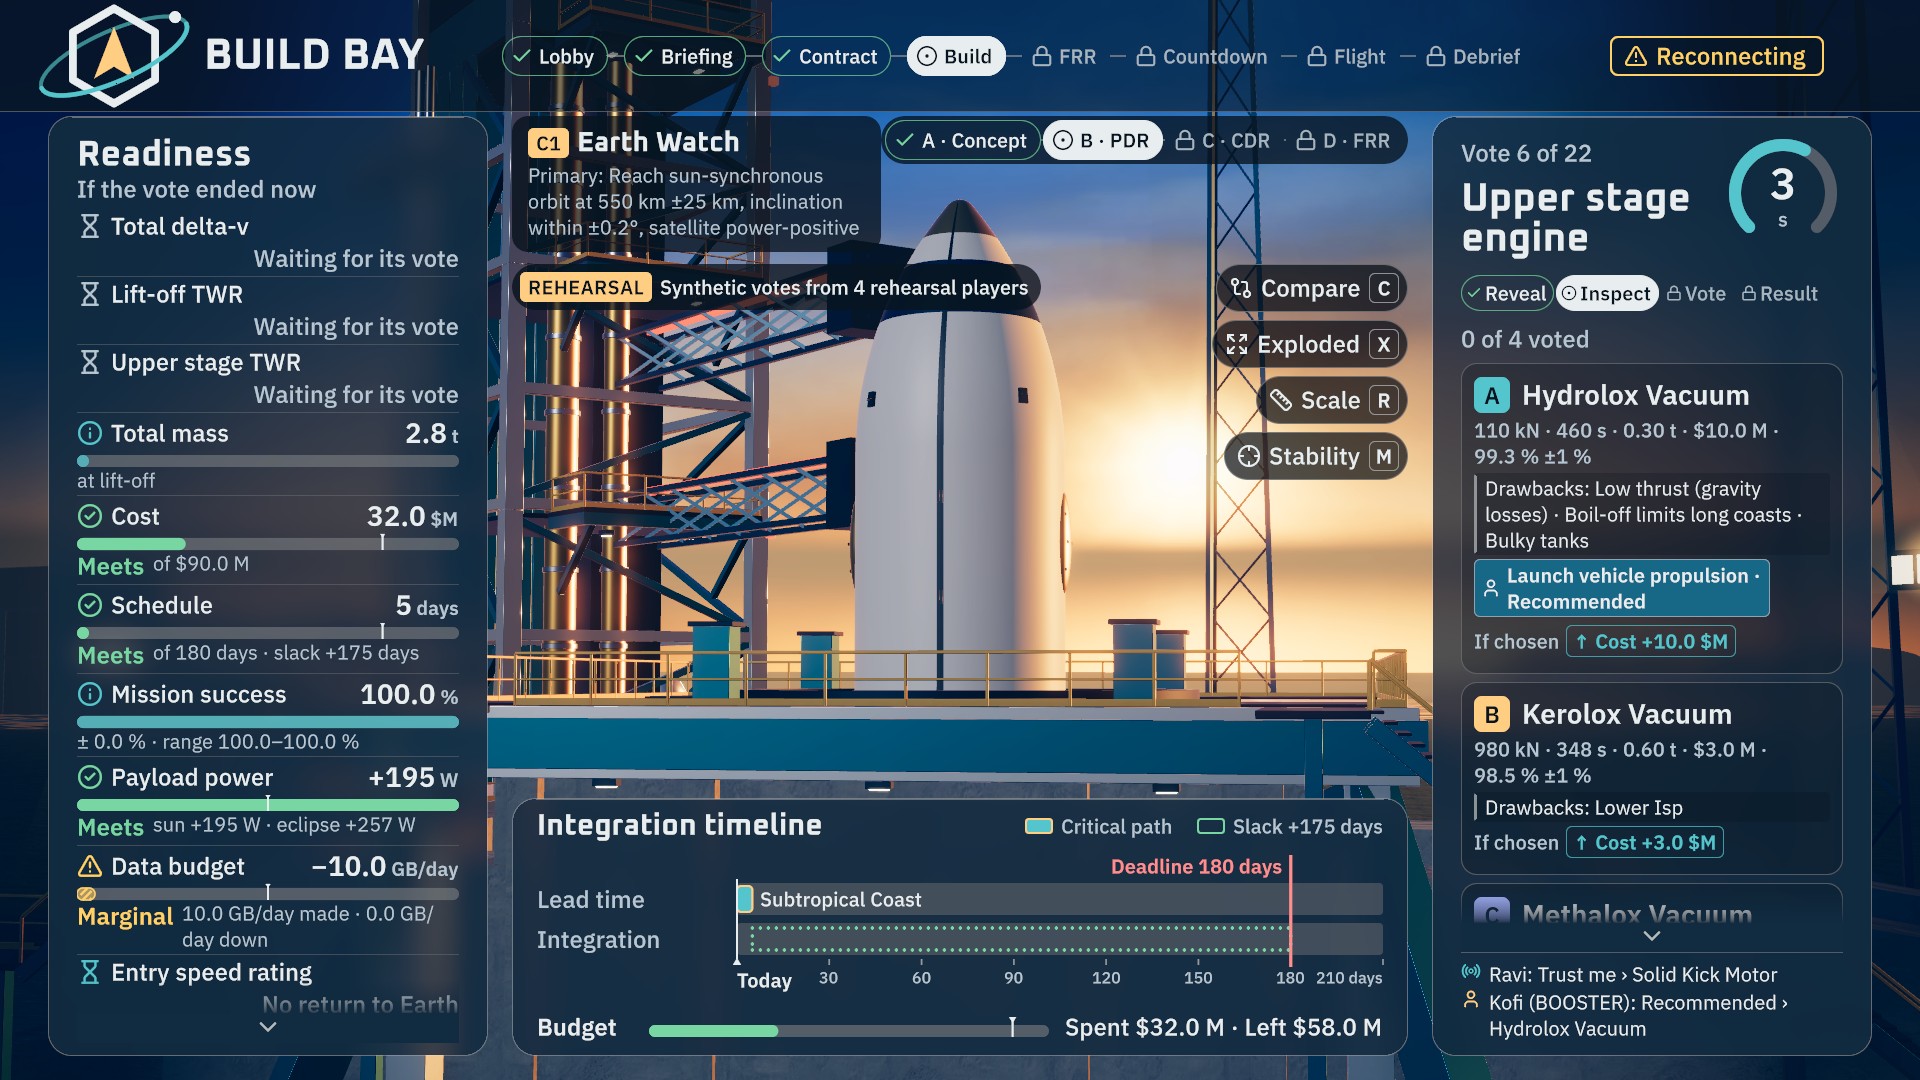 BUILD BAY
Lobby
Briefing
Contract
Build
FRR
Countdown
Flight
Debrief
Reconnecting
Readiness
If the vote ended now
Total delta-v
Waiting for its vote
Lift-off TWR
Waiting for its vote
Upper stage TWR
Waiting for its vote
Total mass 2.8 t
at lift-off
Cost 32.0 $M
Meets of $90.0 M
Schedule 5 days
Meets of 180 days · slack +175 days
Mission success 100.0 %
± 0.0 % · range 100.0–100.0 %
Payload power +195 W
Meets sun +195 W · eclipse +257 W
Data budget −10.0 GB/day
Marginal 10.0 GB/day made · 0.0 GB/
day down
Entry speed rating
No return to Earth
C1 Earth Watch
Primary: Reach sun-synchronous
orbit at 550 km ±25 km, inclination
within ±0.2°, satellite power-positive
A · Concept
B · PDR
C · CDR
D · FRR
REHEARSAL Synthetic votes from 4 rehearsal players
Compare C
Exploded X
Scale R
Stability M
Integration timeline
Critical path
Slack +175 days
Deadline 180 days
Lead time
Subtropical Coast
Integration
Today 30 60 90 120 150 180 210 days
Budget
Spent $32.0 M · Left $58.0 M
Vote 6 of 22
Upper stage
engine
3
s
Reveal
Inspect
Vote
Result
0 of 4 voted
A Hydrolox Vacuum
110 kN · 460 s · 0.30 t · $10.0 M ·
99.3 % ±1 %
Drawbacks: Low thrust (gravity
losses) · Boil-off limits long coasts ·
Bulky tanks
Launch vehicle propulsion ·
Recommended
If chosen ↑ Cost +10.0 $M
B Kerolox Vacuum
980 kN · 348 s · 0.60 t · $3.0 M ·
98.5 % ±1 %
Drawbacks: Lower Isp
If chosen ↑ Cost +3.0 $M
C Methalox Vacuum
Ravi: Trust me › Solid Kick Motor
Kofi (BOOSTER): Recommended ›
Hydrolox Vacuum